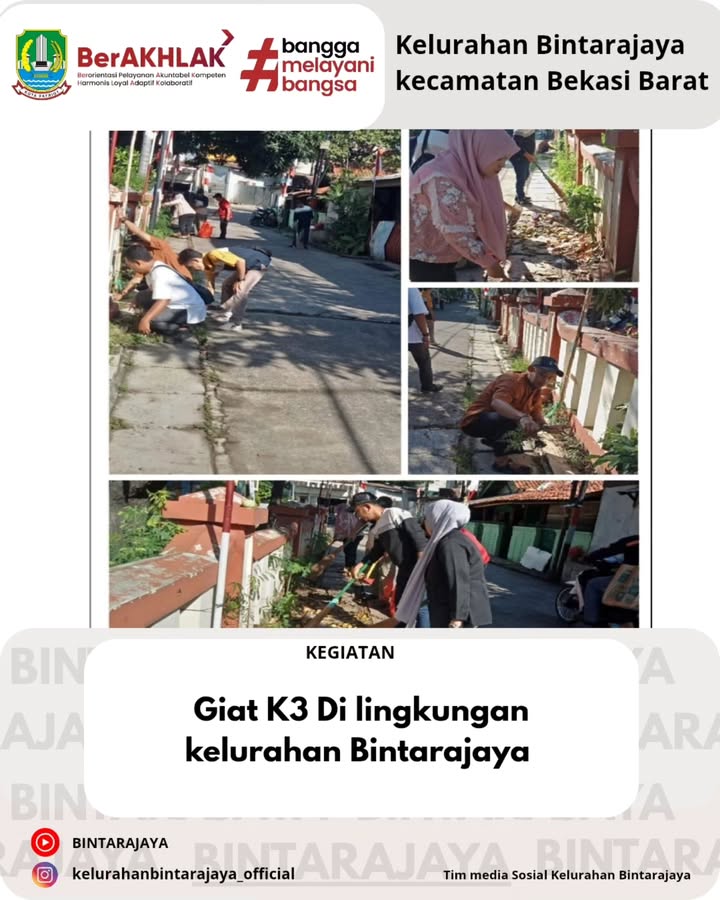 BerAKHLAK
Berorientasi Pelayanan Akuntabel Kompeten
Harmonis Loyal Adaptif Kolaboratif
#bangga
melayani
bangsa
Kelurahan Bintarajaya
kecamatan Bekasi Barat
KEGIATAN
Giat K3 Di lingkungan
kelurahan Bintarajaya
BINTARAJAYA
kelurahanbintarajaya_official
Tim media Sosial Kelurahan Bintarajaya
BINTARAJAYA